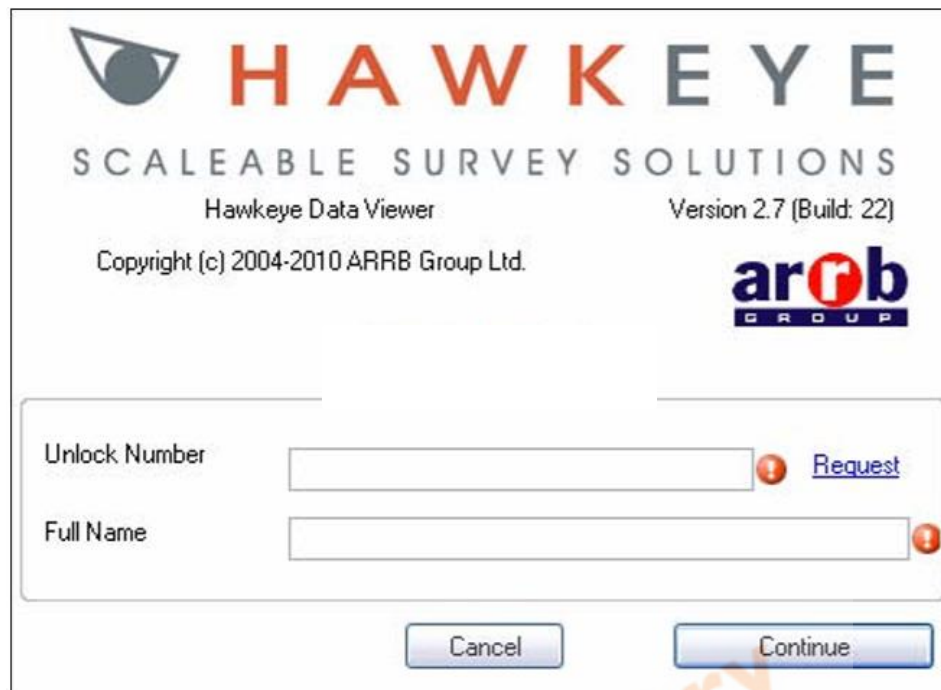 HAWKEYE
SCALEABLE SURVEY SOLUTIONS
Hawkeye Data Viewer Version 2.7 (Build: 22)
Copyright (c) 2004-2010 ARRB Group Ltd.
arrb
GROUP
Unlock Number Request
Full Name
Cancel Continue